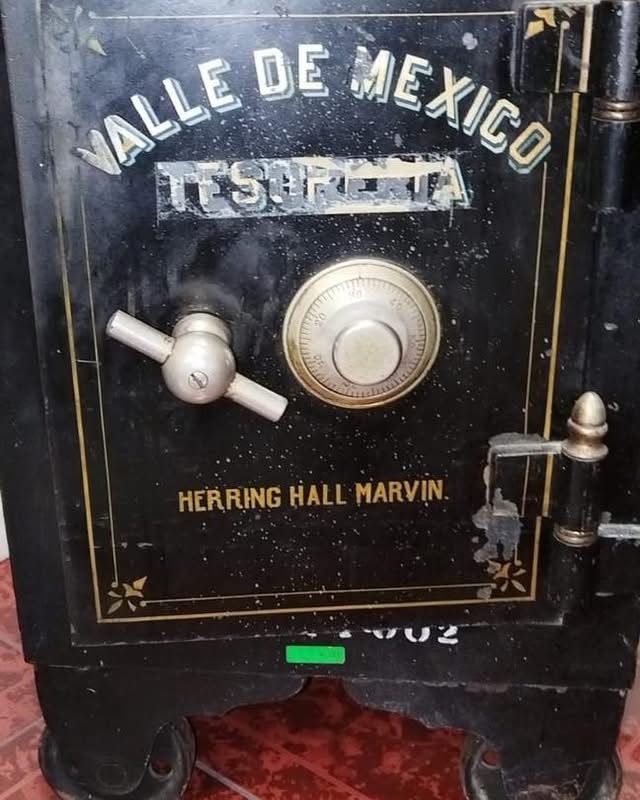 VALLE DE MEXICO
TESORERIA
HERRING HALL MARVIN.